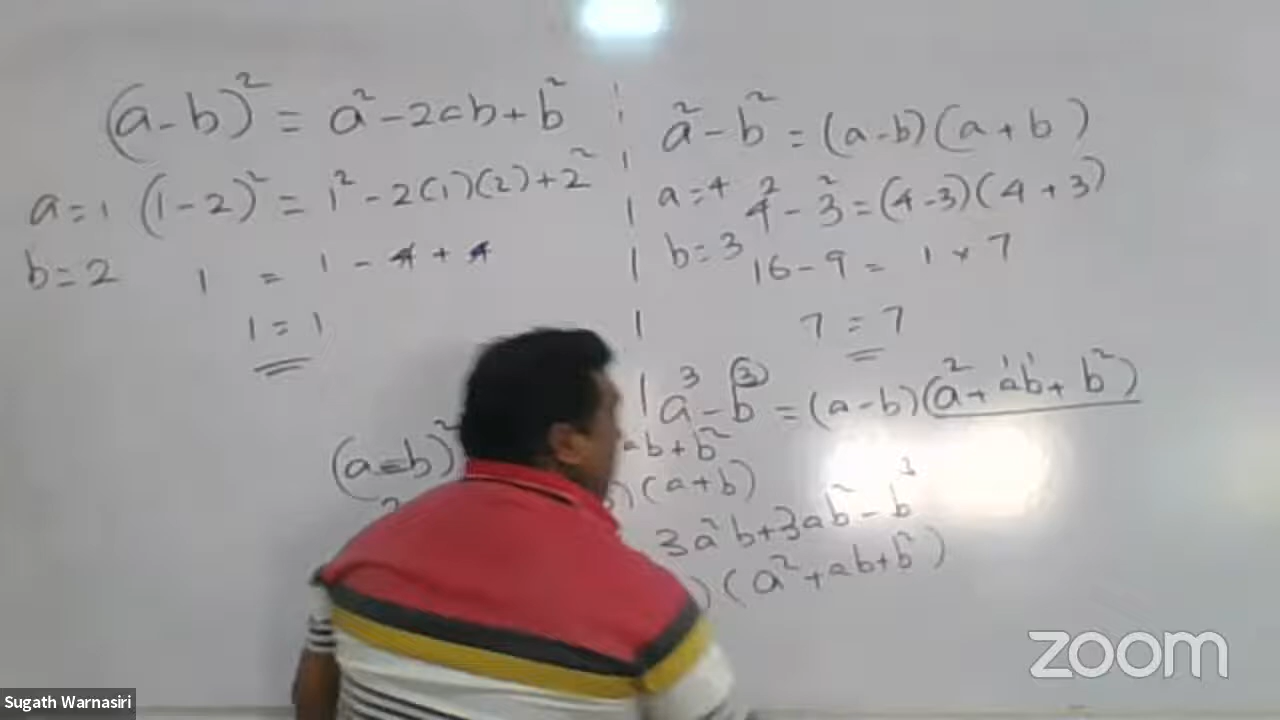 (a-b)² = a² - 2ab + b²
a=1 (1-2)² = 1² - 2(1)(2) + 2²
b=2 1 = 1 - 4 + 4
1 = 1
a² - b² = (a-b)(a+b)
a=4 4² - 3² = (4-3)(4+3)
b=3 16 - 9 = 1 × 7
7 = 7
a³ - b³ = (a-b)(a² + ab + b²)
(a-b)² ab + b²
)(a+b)
3a²b + 3ab² - b³
)(a² + ab + b²)
zoom
Sugath Warnasiri